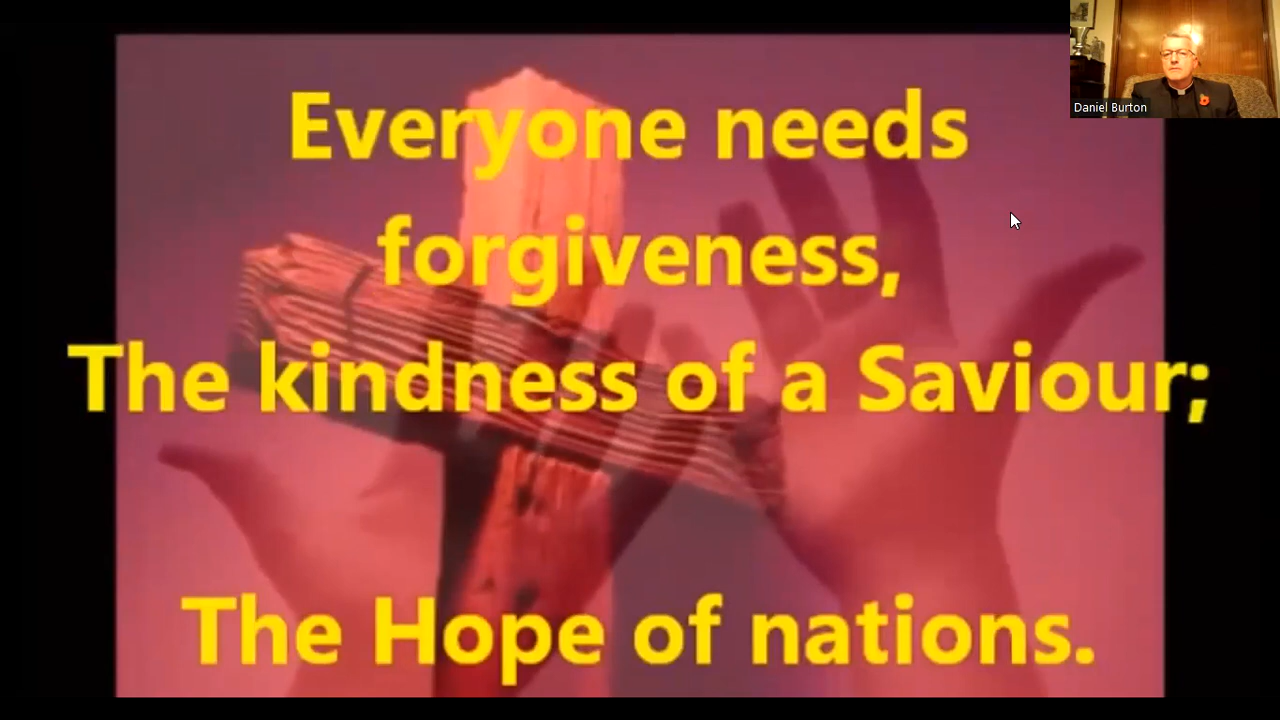 Everyone needs
forgiveness,
The kindness of a Saviour;
The Hope of nations.
Daniel Burton